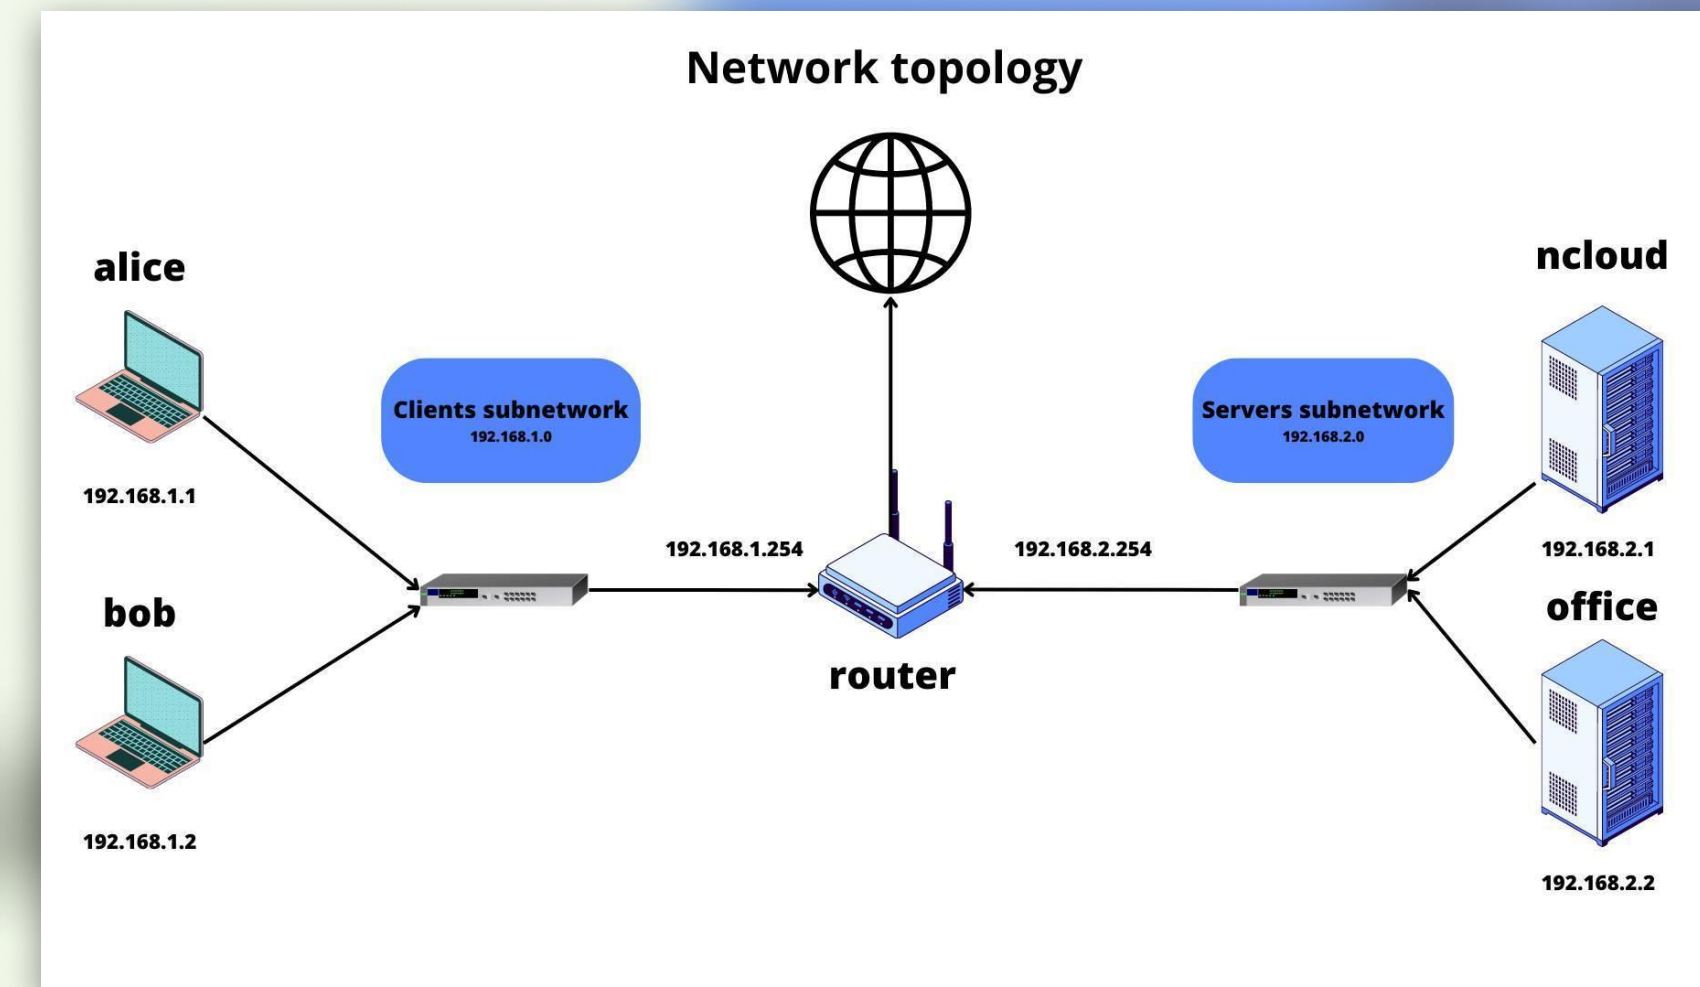 Network topology
alice
192.168.1.1
bob
192.168.1.2
Clients subnetwork
192.168.1.0
192.168.1.254
router
192.168.2.254
Servers subnetwork
192.168.2.0
ncloud
192.168.2.1
office
192.168.2.2